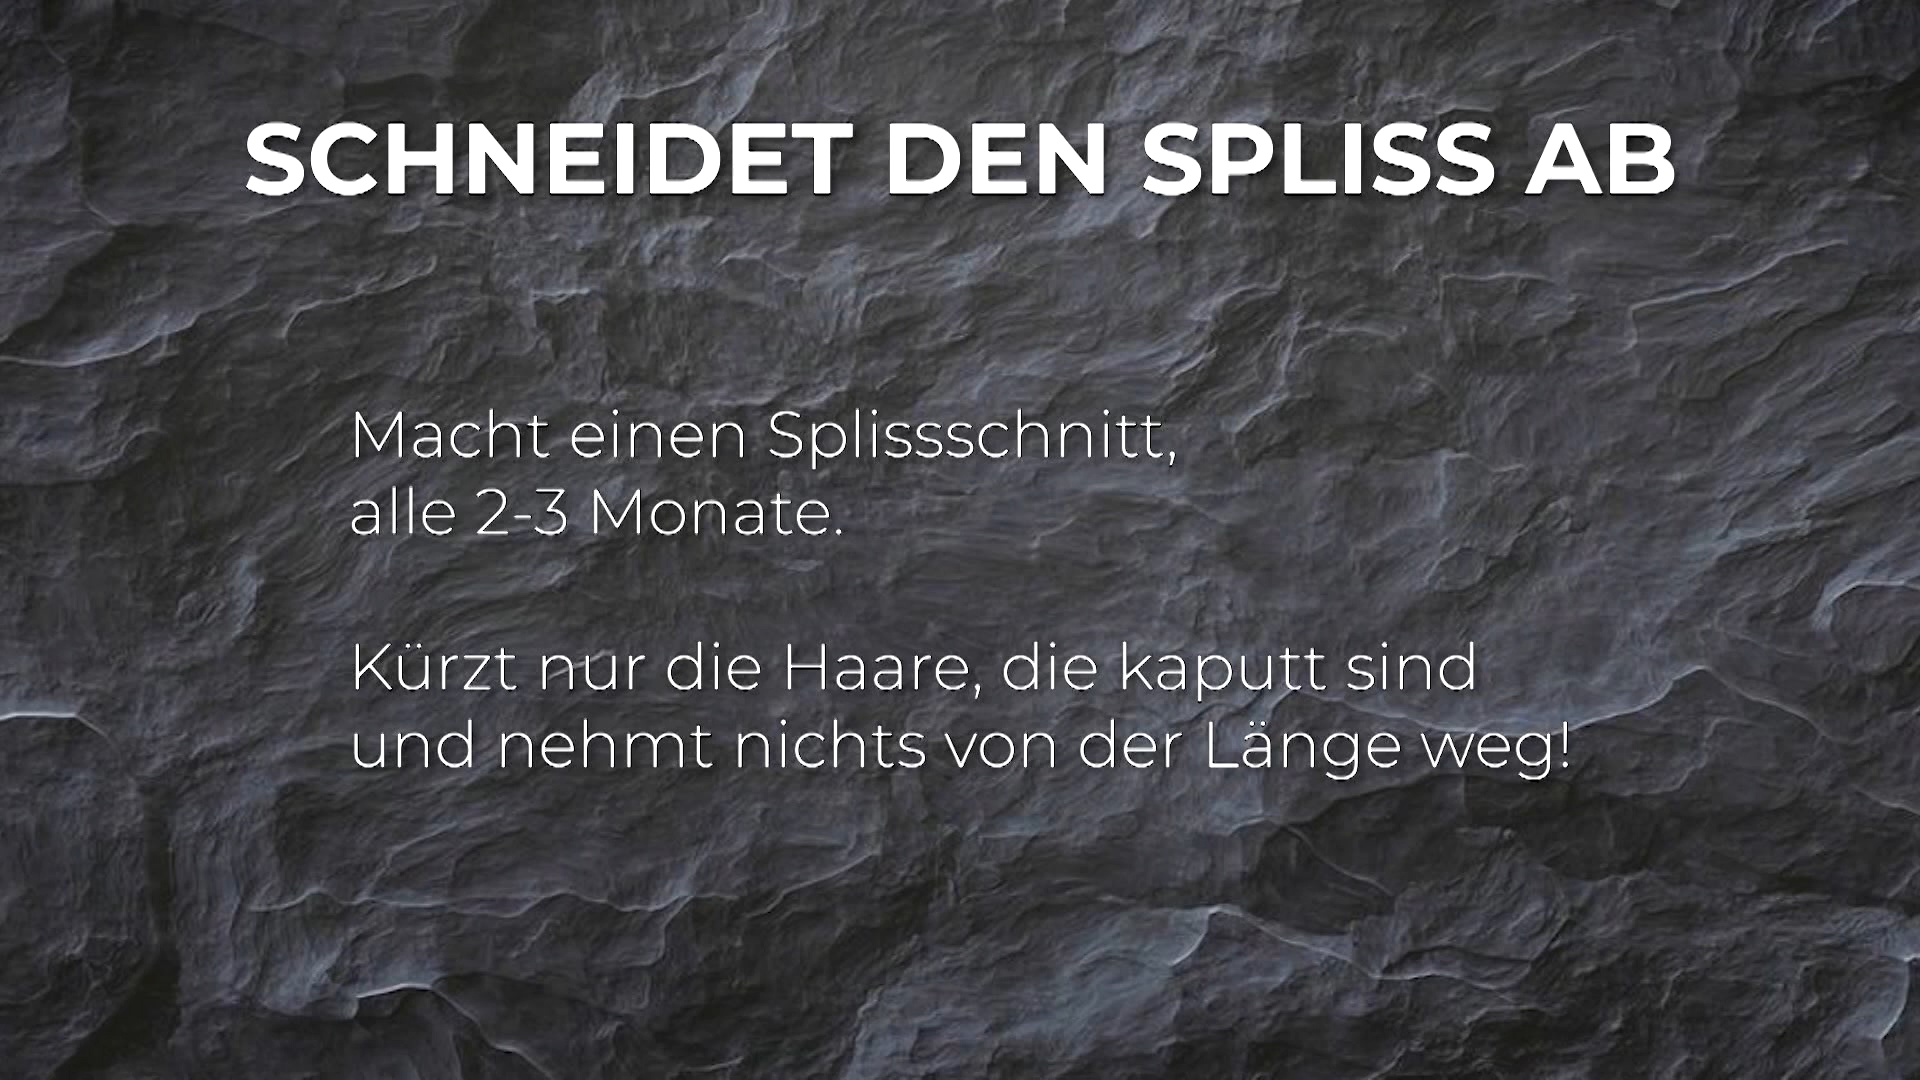 SCHNEIDET DEN SPLISS AB
Macht einen Splissschnitt,
alle 2-3 Monate.
Kürzt nur die Haare, die kaputt sind
und nehmt nichts von der Länge weg!